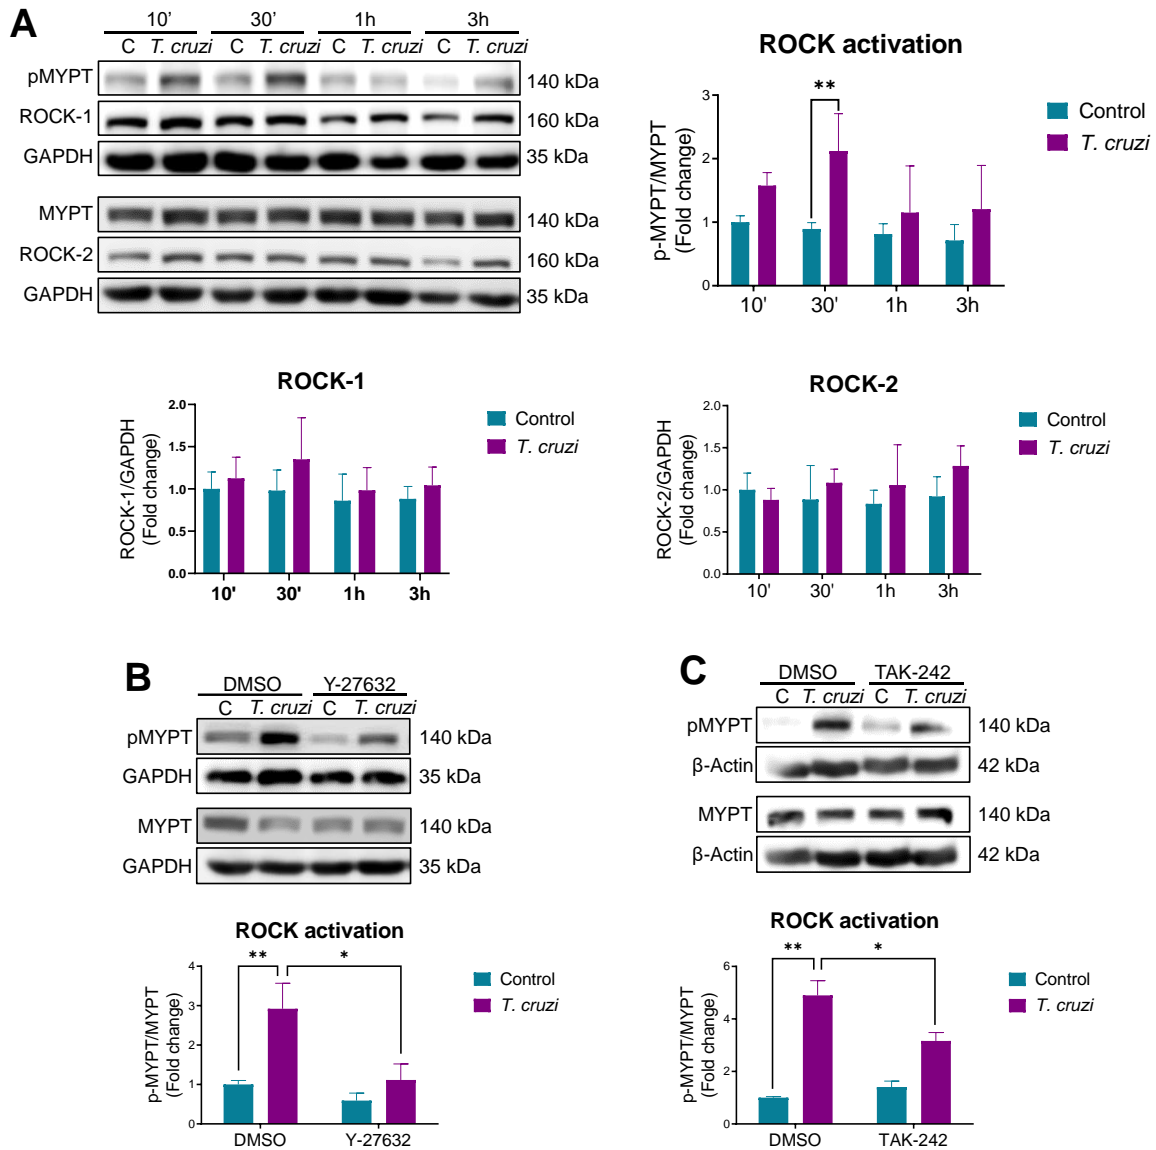 A
10' 30' 1h 3h
C T. cruzi C T. cruzi C T. cruzi C T. cruzi
pMYPT 140 kDa
ROCK-1 160 kDa
GAPDH 35 kDa
MYPT 140 kDa
ROCK-2 160 kDa
GAPDH 35 kDa
ROCK activation
p-MYPT/MYPT
(Fold change)
3
2
1
0
**
10' 30' 1h 3h
Control
T. cruzi
ROCK-1
ROCK-1/GAPDH
(Fold change)
2.0
1.5
1.0
0.5
0.0
10' 30' 1h 3h
Control
T. cruzi
ROCK-2
ROCK-2/GAPDH
(Fold change)
2.0
1.5
1.0
0.5
0.0
10' 30' 1h 3h
Control
T. cruzi
B
DMSO Y-27632
C T. cruzi C T. cruzi
pMYPT 140 kDa
GAPDH 35 kDa
MYPT 140 kDa
GAPDH 35 kDa
ROCK activation
p-MYPT/MYPT
(Fold change)
4
3
2
1
0
** *
DMSO Y-27632
Control
T. cruzi
C
DMSO TAK-242
C T. cruzi C T. cruzi
pMYPT 140 kDa
β-Actin 42 kDa
MYPT 140 kDa
β-Actin 42 kDa
ROCK activation
p-MYPT/MYPT
(Fold change)
6
4
2
0
** *
DMSO TAK-242
Control
T. cruzi